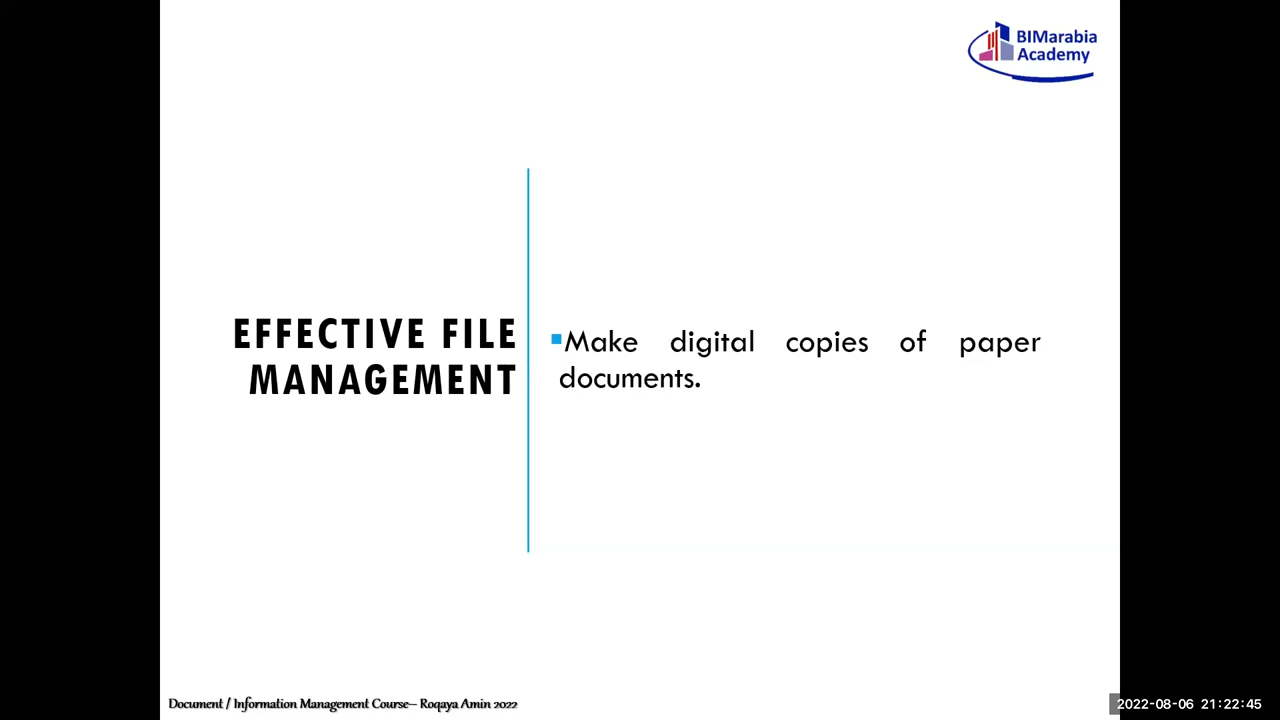 BIMarabia
Academy
EFFECTIVE FILE
MANAGEMENT
▪Make digital copies of paper
documents.
Document / Information Management Course– Roqaya Amin 2022
2022-08-06 21:22:45